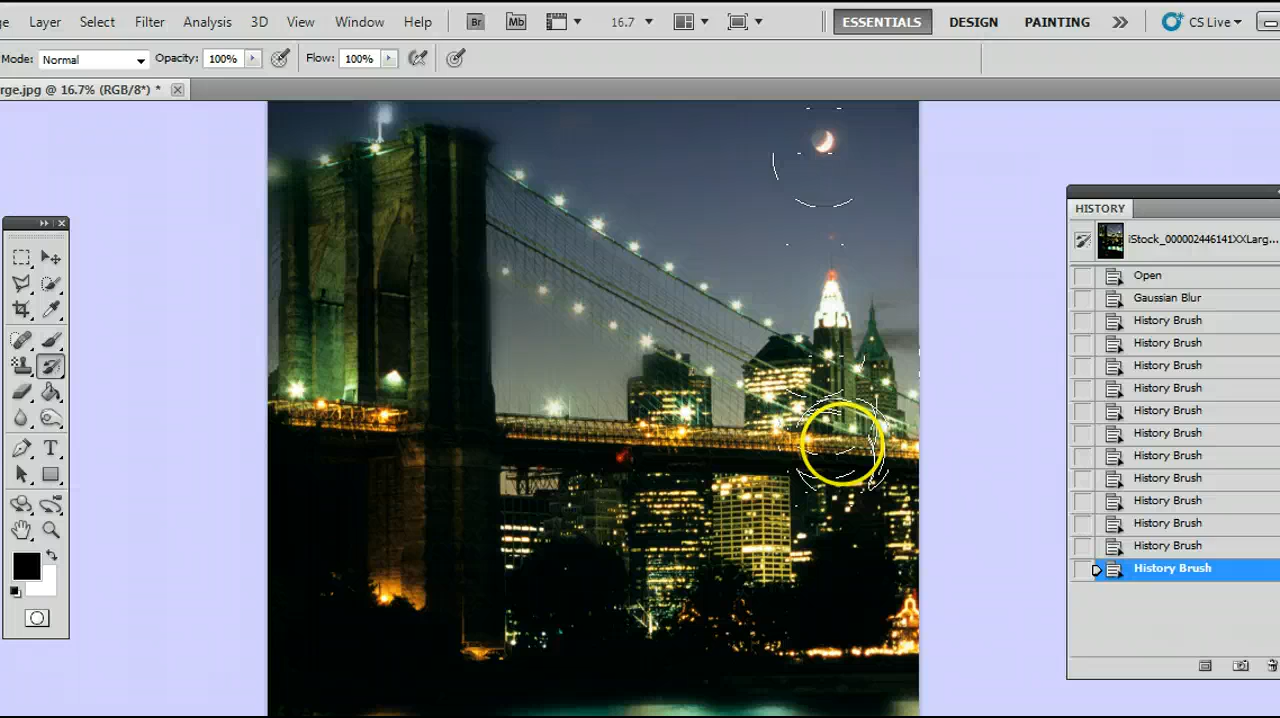 Layer Select Filter Analysis 3D View Window Help Br Mb 16.7 ESSENTIALS DESIGN PAINTING CS Live
Mode: Normal Opacity: 100% Flow: 100%
rge.jpg @ 16.7% (RGB/8*) *
HISTORY
iStock_000002446141XXLarg...
Open
Gaussian Blur
History Brush
History Brush
History Brush
History Brush
History Brush
History Brush
History Brush
History Brush
History Brush
History Brush
History Brush
History Brush
T